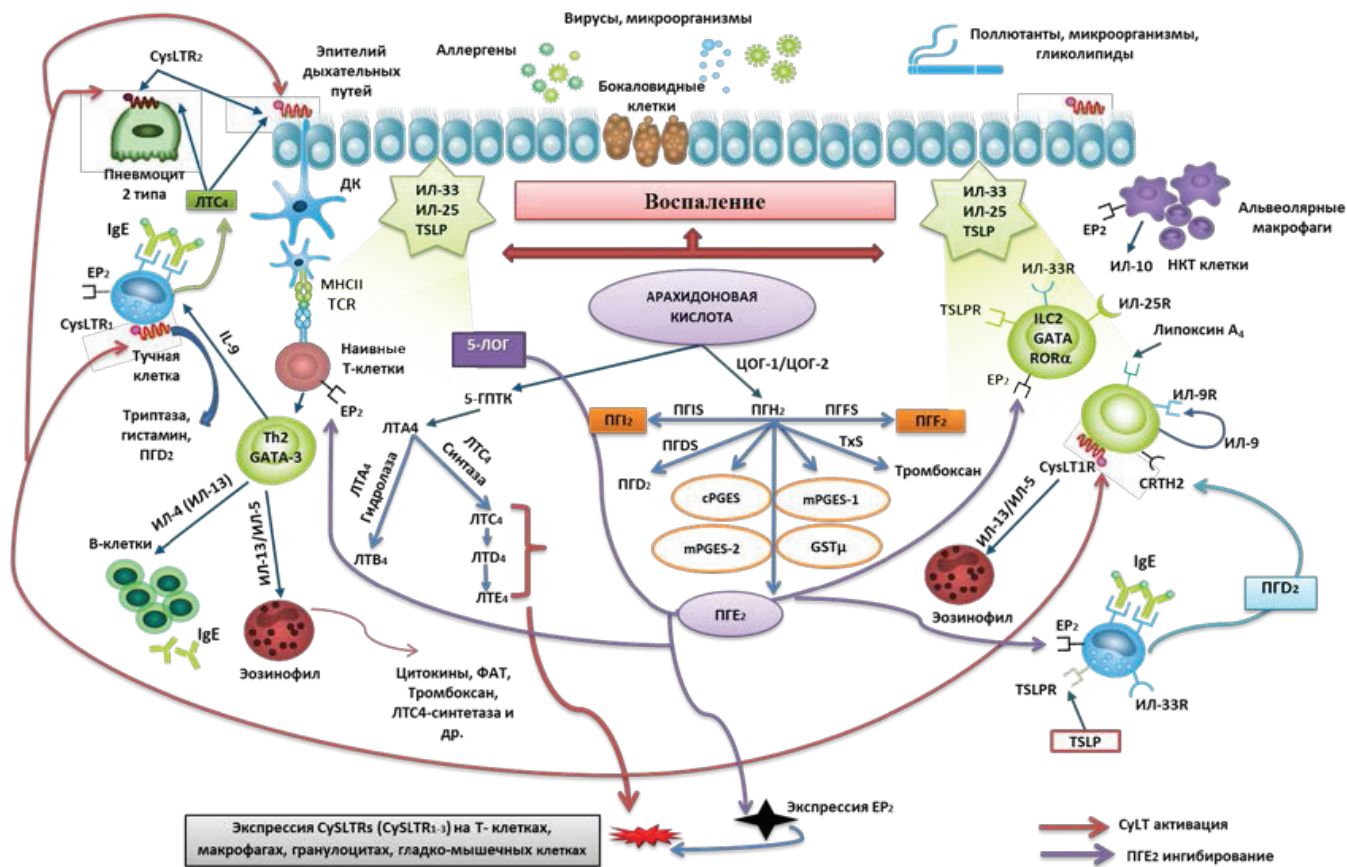 Вирусы, микроорганизмы
CysLTR₂
Эпителий
дыхательных
путей
Аллергены
Бокаловидные
клетки
Поллютанты, микроорганизмы,
гликолипиды
Пневмоцит
2 типа
ЛТС₄
ДК
ИЛ-33
ИЛ-25
TSLP
Воспаление
ИЛ-33
ИЛ-25
TSLP
EP₂
Альвеолярные
макрофаги
НКТ клетки
ИЛ-10
IgE
EP₂
CysLTR₁
Тучная
клетка
IL-9
MHCII
TCR
Наивные
Т-клетки
EP₂
Триптаза,
гистамин,
ПГD₂
Th2
GATA-3
ИЛ-4 (ИЛ-13)
ИЛ-13/ИЛ-5
В-клетки
IgE
Эозинофил
Цитокины, ФАТ,
Тромбоксан,
ЛТС4-синтетаза и
др.
АРАХИДОНОВАЯ
КИСЛОТА
5-ЛОГ
ЦОГ-1/ЦОГ-2
5-ГПТК
ЛТА4
ЛТА₄
Гидролаза
ЛТС₄
Синтаза
ЛТВ₄
ЛТС₄
ЛТD₄
ЛТЕ₄
ПГI₂
ПГIS
ПГН₂
ПГFS
ПГF₂
ПГDS
TxS
ПГD₂
Тромбоксан
cPGES
mPGES-1
mPGES-2
GSTμ
ПГЕ₂
ИЛ-33R
TSLPR
ИЛ-25R
ILC2
GATA
RORα
EP₂
Липоксин А₄
ИЛ-9R
ИЛ-9
CysLT1R
CRTH2
ИЛ-13/ИЛ-5
Эозинофил
IgE
ПГD₂
EP₂
TSLPR
ИЛ-33R
TSLP
Экспрессия EP₂
Экспрессия CySLTRs (CySLTR₁₋₃) на Т- клетках,
макрофагах, гранулоцитах, гладко-мышечных клетках
CyLT активация
ПГЕ2 ингибирование